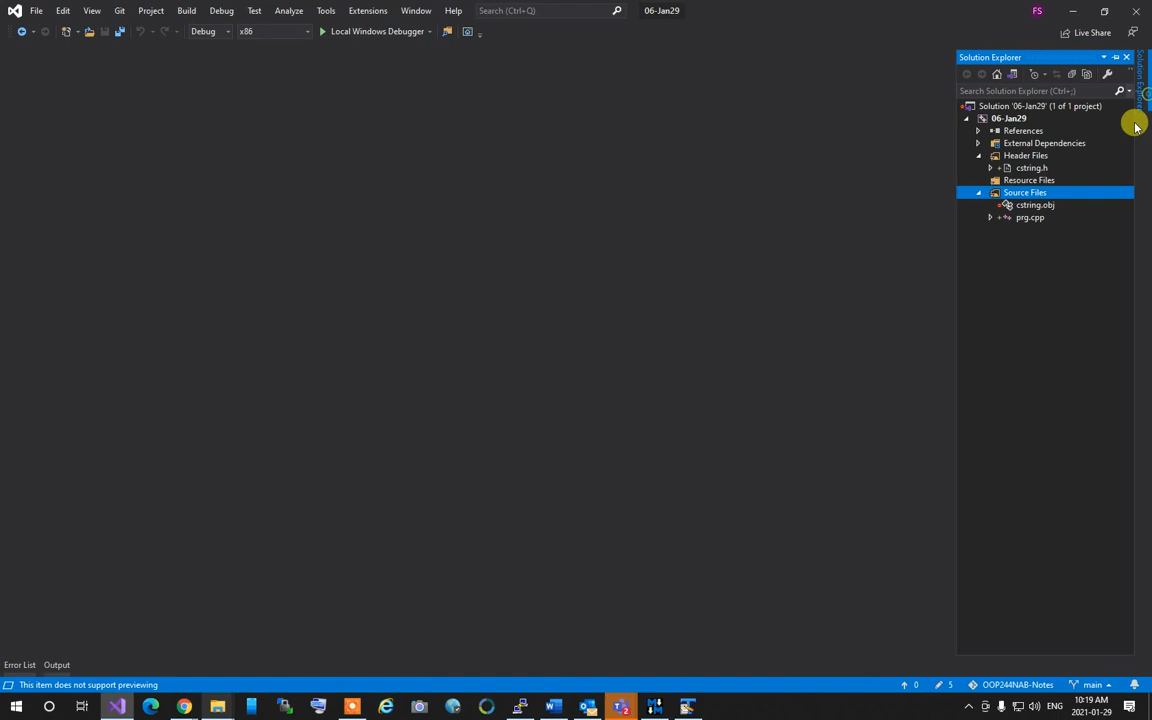 File Edit View Git Project Build Debug Test Analyze Tools Extensions Window Help Search (Ctrl+Q) 06-Jan29 FS
Debug x86 Local Windows Debugger Live Share
Solution Explorer
Solution Explorer
Search Solution Explorer (Ctrl+;)
Solution '06-Jan29' (1 of 1 project)
06-Jan29
References
External Dependencies
Header Files
cstring.h
Resource Files
Source Files
cstring.obj
prg.cpp
Error List Output
This item does not support previewing 0 5 OOP244NAB-Notes main
ENG 10:19 AM
2021-01-29